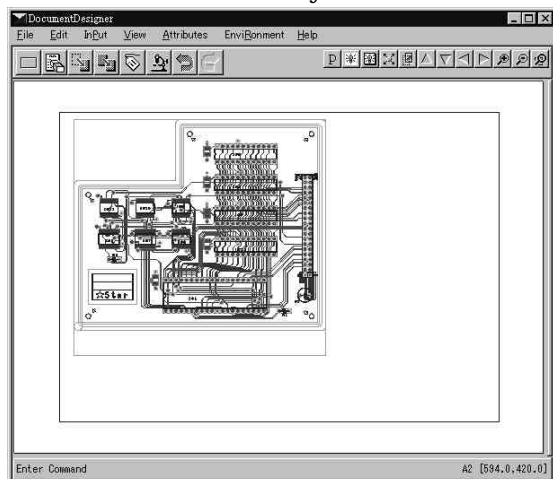 DocumentDesigner
File Edit InPut View Attributes EnviRonment Help
P
☆Star
Enter Command A2 [594.0,420.0]